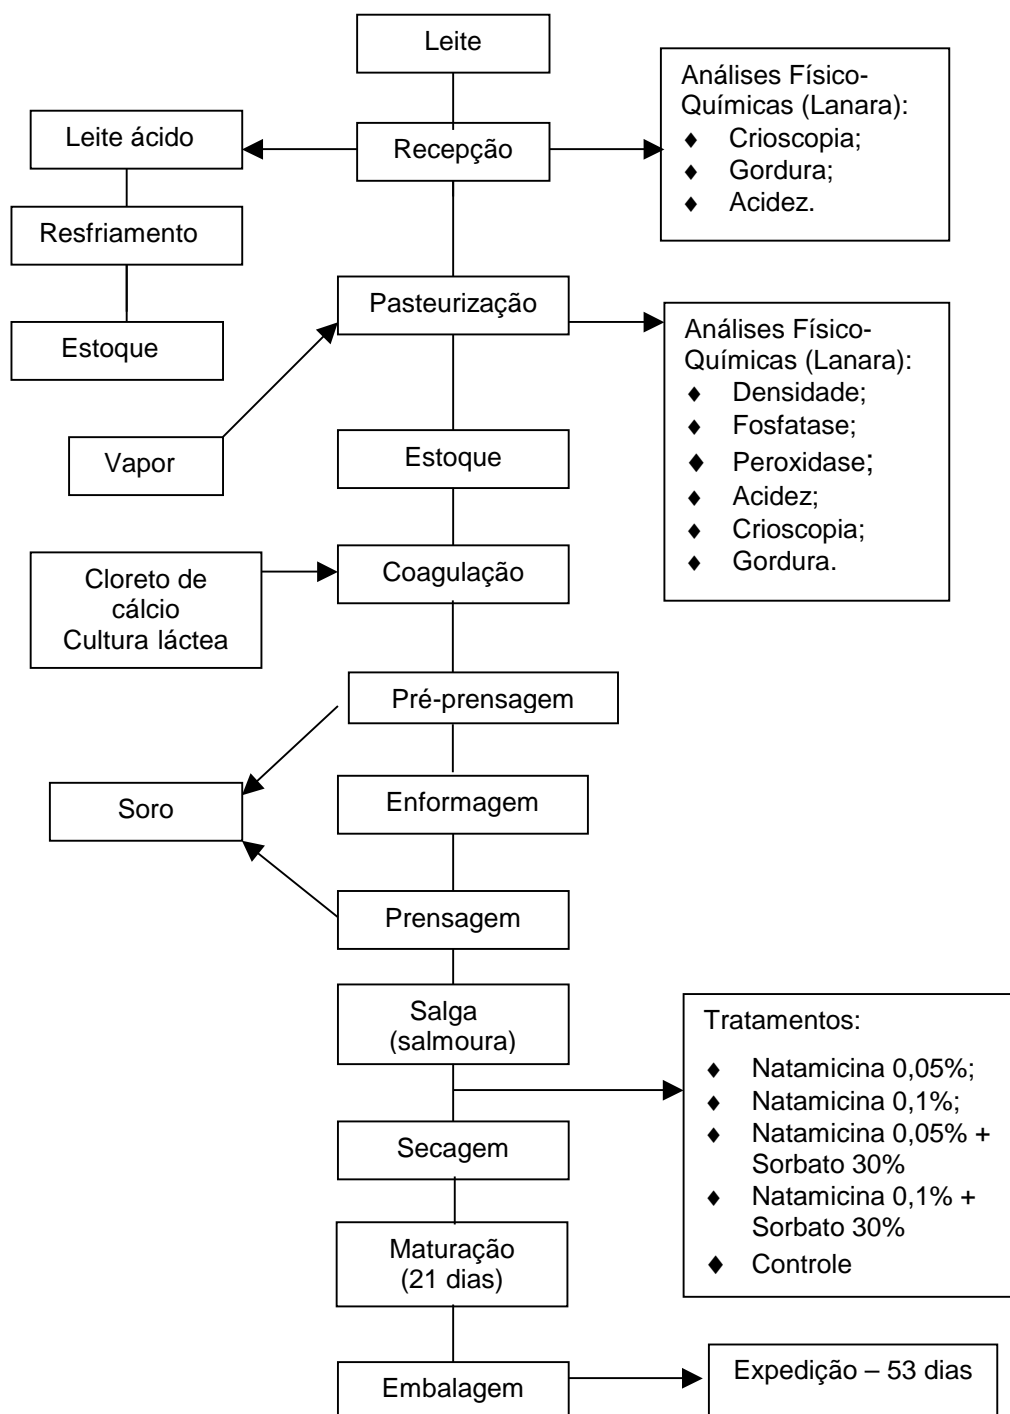 Leite
Análises Físico-
Químicas (Lanara):
♦ Crioscopia;
♦ Gordura;
♦ Acidez.
Leite ácido
Recepção
Resfriamento
Pasteurização
Estoque
Análises Físico-
Químicas (Lanara):
♦ Densidade;
♦ Fosfatase;
♦ Peroxidase;
♦ Acidez;
♦ Crioscopia;
♦ Gordura.
Vapor
Estoque
Cloreto de
cálcio
Cultura láctea
Coagulação
Pré-prensagem
Soro
Enformagem
Prensagem
Salga
(salmoura)
Tratamentos:
♦ Natamicina 0,05%;
♦ Natamicina 0,1%;
♦ Natamicina 0,05% +
Sorbato 30%
♦ Natamicina 0,1% +
Sorbato 30%
♦ Controle
Secagem
Maturação
(21 dias)
Embalagem
Expedição – 53 dias